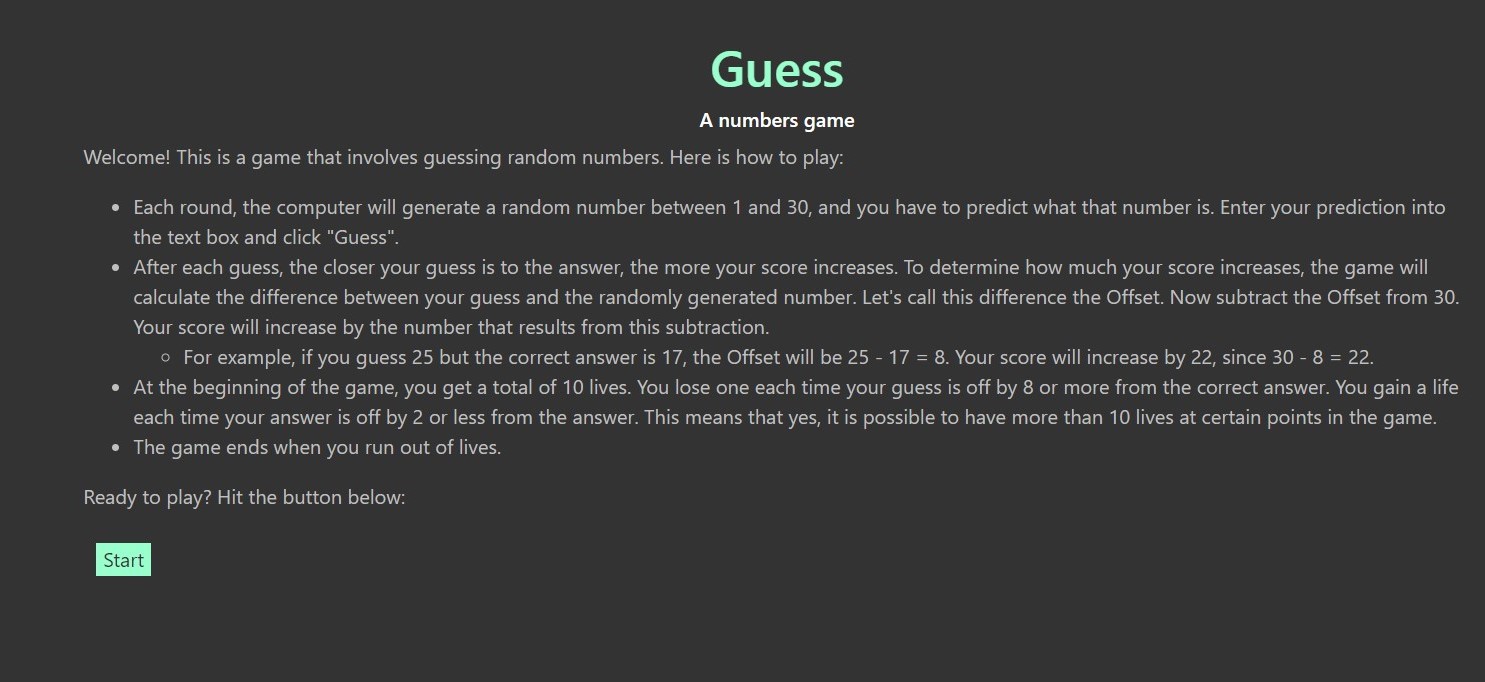 Guess
A numbers game
Welcome! This is a game that involves guessing random numbers. Here is how to play:
• Each round, the computer will generate a random number between 1 and 30, and you have to predict what that number is. Enter your prediction into
the text box and click "Guess".
• After each guess, the closer your guess is to the answer, the more your score increases. To determine how much your score increases, the game will
calculate the difference between your guess and the randomly generated number. Let's call this difference the Offset. Now subtract the Offset from 30.
Your score will increase by the number that results from this subtraction.
○ For example, if you guess 25 but the correct answer is 17, the Offset will be 25 - 17 = 8. Your score will increase by 22, since 30 - 8 = 22.
• At the beginning of the game, you get a total of 10 lives. You lose one each time your guess is off by 8 or more from the correct answer. You gain a life
each time your answer is off by 2 or less from the answer. This means that yes, it is possible to have more than 10 lives at certain points in the game.
• The game ends when you run out of lives.
Ready to play? Hit the button below:
Start